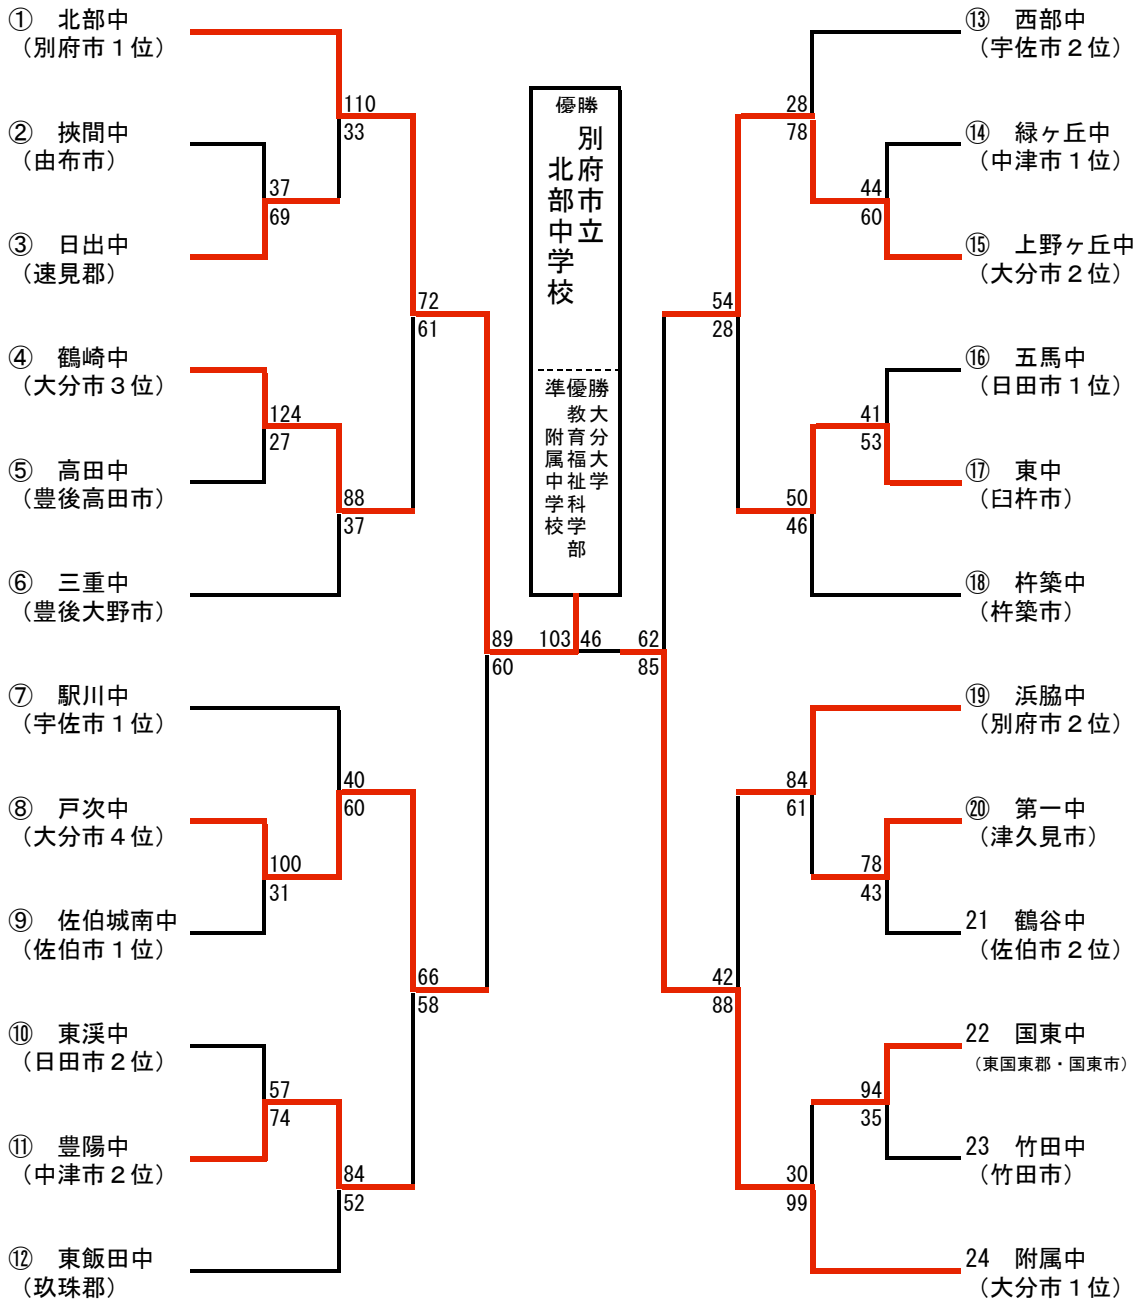 ① 北部中
（別府市１位）
② 挾間中
（由布市）
③ 日出中
（速見郡）
④ 鶴崎中
（大分市３位）
⑤ 高田中
（豊後高田市）
⑥ 三重中
（豊後大野市）
⑦ 駅川中
（宇佐市１位）
⑧ 戸次中
（大分市４位）
⑨ 佐伯城南中
（佐伯市１位）
⑩ 東渓中
（日田市２位）
⑪ 豊陽中
（中津市２位）
⑫ 東飯田中
（玖珠郡）
110
33
37
69
124
27
88
37
72
61
40
60
100
31
66
58
57
74
84
52
89
60
103
46
優勝
別府市立
北部中学校
準優勝
大分大学
教育福祉科学部
附属中学校
62
85
54
28
28
78
44
60
41
53
50
46
84
61
78
43
42
88
94
35
30
99
⑬ 西部中
（宇佐市２位）
⑭ 緑ヶ丘中
（中津市１位）
⑮ 上野ヶ丘中
（大分市２位）
⑯ 五馬中
（日田市１位）
⑰ 東中
（臼杵市）
⑱ 杵築中
（杵築市）
⑲ 浜脇中
（別府市２位）
⑳ 第一中
（津久見市）
21 鶴谷中
（佐伯市２位）
22 国東中
（東国東郡・国東市）
23 竹田中
（竹田市）
24 附属中
（大分市１位）